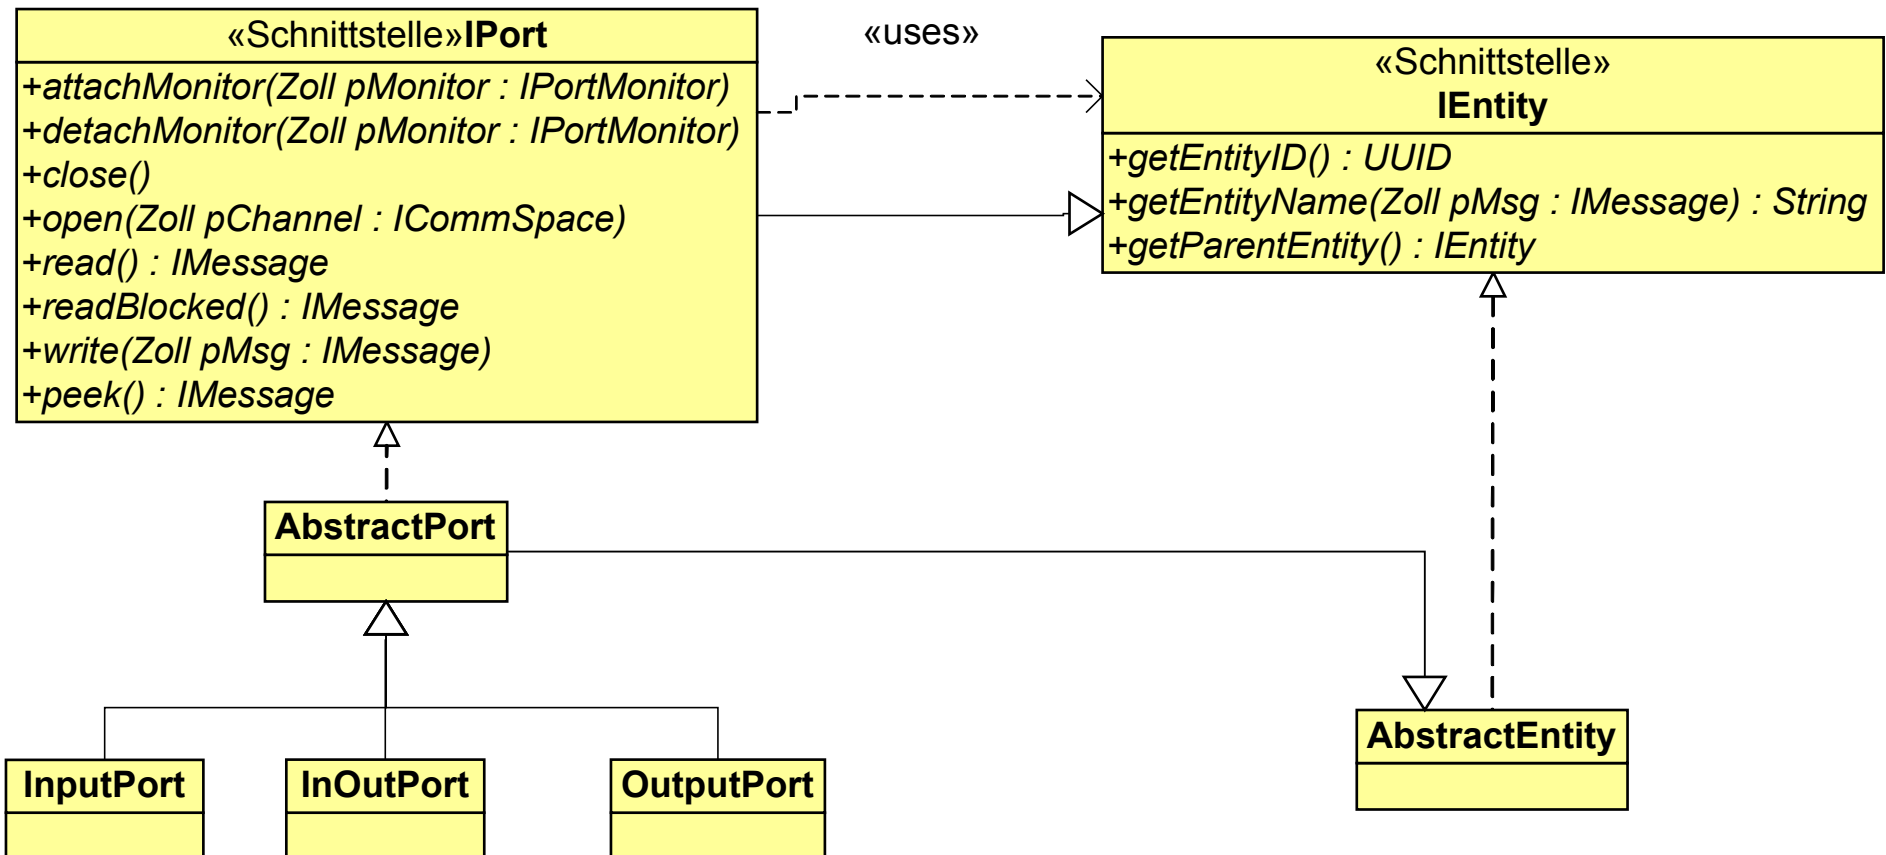 «Schnittstelle»IPort
+attachMonitor(Zoll pMonitor : IPortMonitor)
+detachMonitor(Zoll pMonitor : IPortMonitor)
+close()
+open(Zoll pChannel : ICommSpace)
+read() : IMessage
+readBlocked() : IMessage
+write(Zoll pMsg : IMessage)
+peek() : IMessage
«uses»
«Schnittstelle»
IEntity
+getEntityID() : UUID
+getEntityName(Zoll pMsg : IMessage) : String
+getParentEntity() : IEntity
AbstractPort
AbstractEntity
InputPort
InOutPort
OutputPort